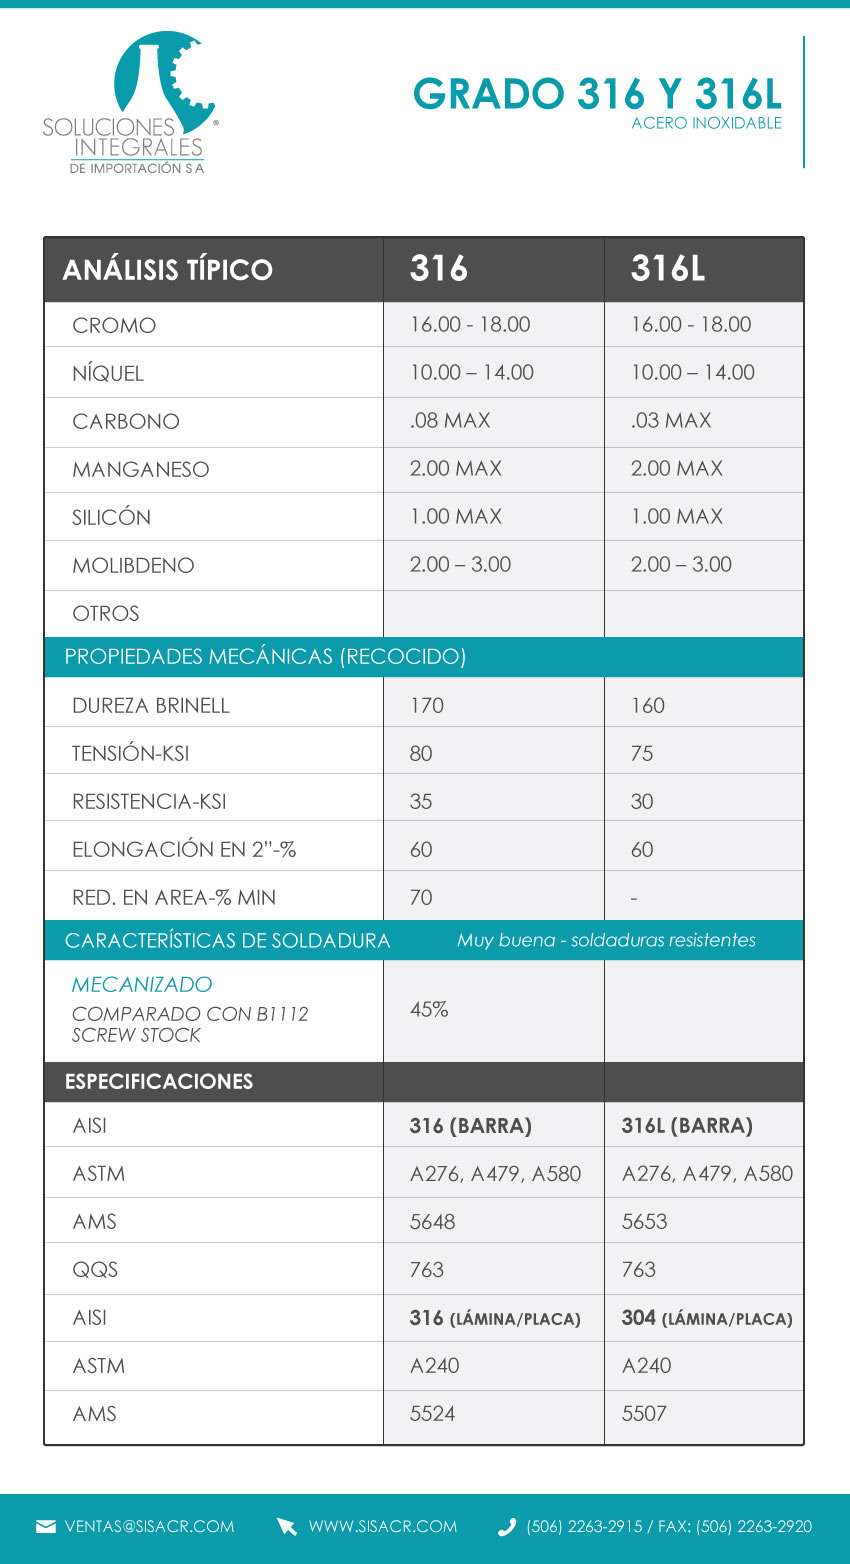 SOLUCIONES
INTEGRALES
DE IMPORTACIÓN S A
®
GRADO 316 Y 316L
ACERO INOXIDABLE
ANÁLISIS TÍPICO 316 316L
CROMO 16.00 - 18.00 16.00 - 18.00
NÍQUEL 10.00 – 14.00 10.00 – 14.00
CARBONO .08 MAX .03 MAX
MANGANESO 2.00 MAX 2.00 MAX
SILICÓN 1.00 MAX 1.00 MAX
MOLIBDENO 2.00 – 3.00 2.00 – 3.00
OTROS
PROPIEDADES MECÁNICAS (RECOCIDO)
DUREZA BRINELL 170 160
TENSIÓN-KSI 80 75
RESISTENCIA-KSI 35 30
ELONGACIÓN EN 2”-% 60 60
RED. EN AREA-% MIN 70 -
CARACTERÍSTICAS DE SOLDADURA Muy buena - soldaduras resistentes
MECANIZADO
COMPARADO CON B1112 45%
SCREW STOCK
ESPECIFICACIONES
AISI 316 (BARRA) 316L (BARRA)
ASTM A276, A479, A580 A276, A479, A580
AMS 5648 5653
QQS 763 763
AISI 316 (LÁMINA/PLACA) 304 (LÁMINA/PLACA)
ASTM A240 A240
AMS 5524 5507
VENTAS@SISACR.COM WWW.SISACR.COM (506) 2263-2915 / FAX: (506) 2263-2920